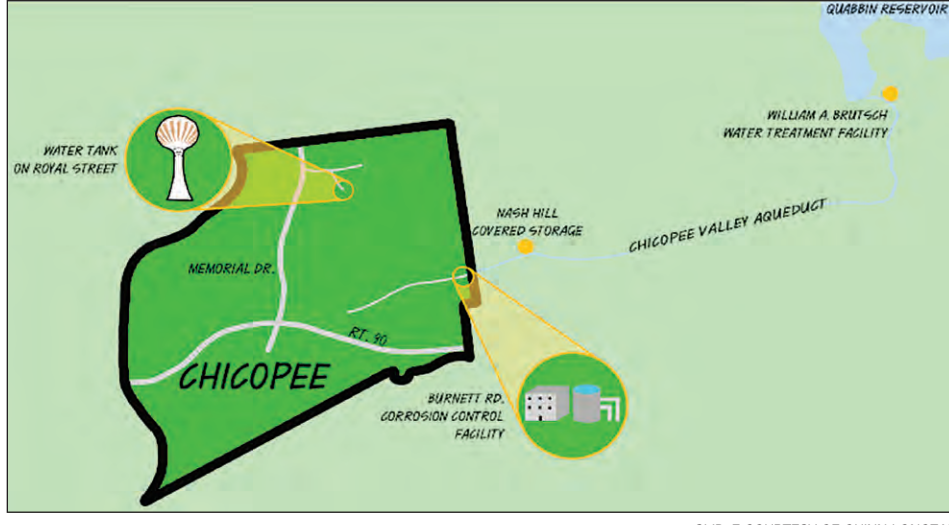 QUABBIN RESERVOIR
WILLIAM A. BRUTSCH
WATER TREATMENT FACILITY
WATER TANK
ON ROYAL STREET
NASH HILL
COVERED STORAGE
CHICOPEE VALLEY AQUEDUCT
MEMORIAL DR.
RT. 90
CHICOPEE
BURNETT RD.
CORROSION CONTROL
FACILITY